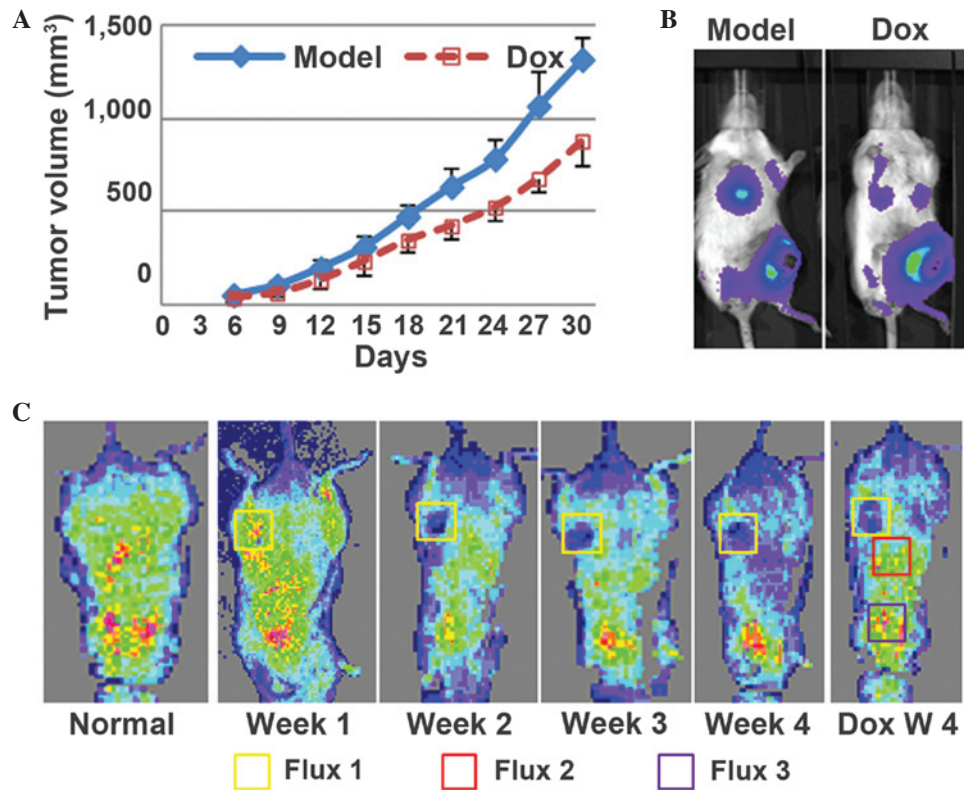 A
Tumor volume (mm³)
1,500
1,000
500
0
Model
Dox
0 3 6 9 12 15 18 21 24 27 30
Days
B
Model Dox
C
Normal Week 1 Week 2 Week 3 Week 4 Dox W 4
Flux 1 Flux 2 Flux 3